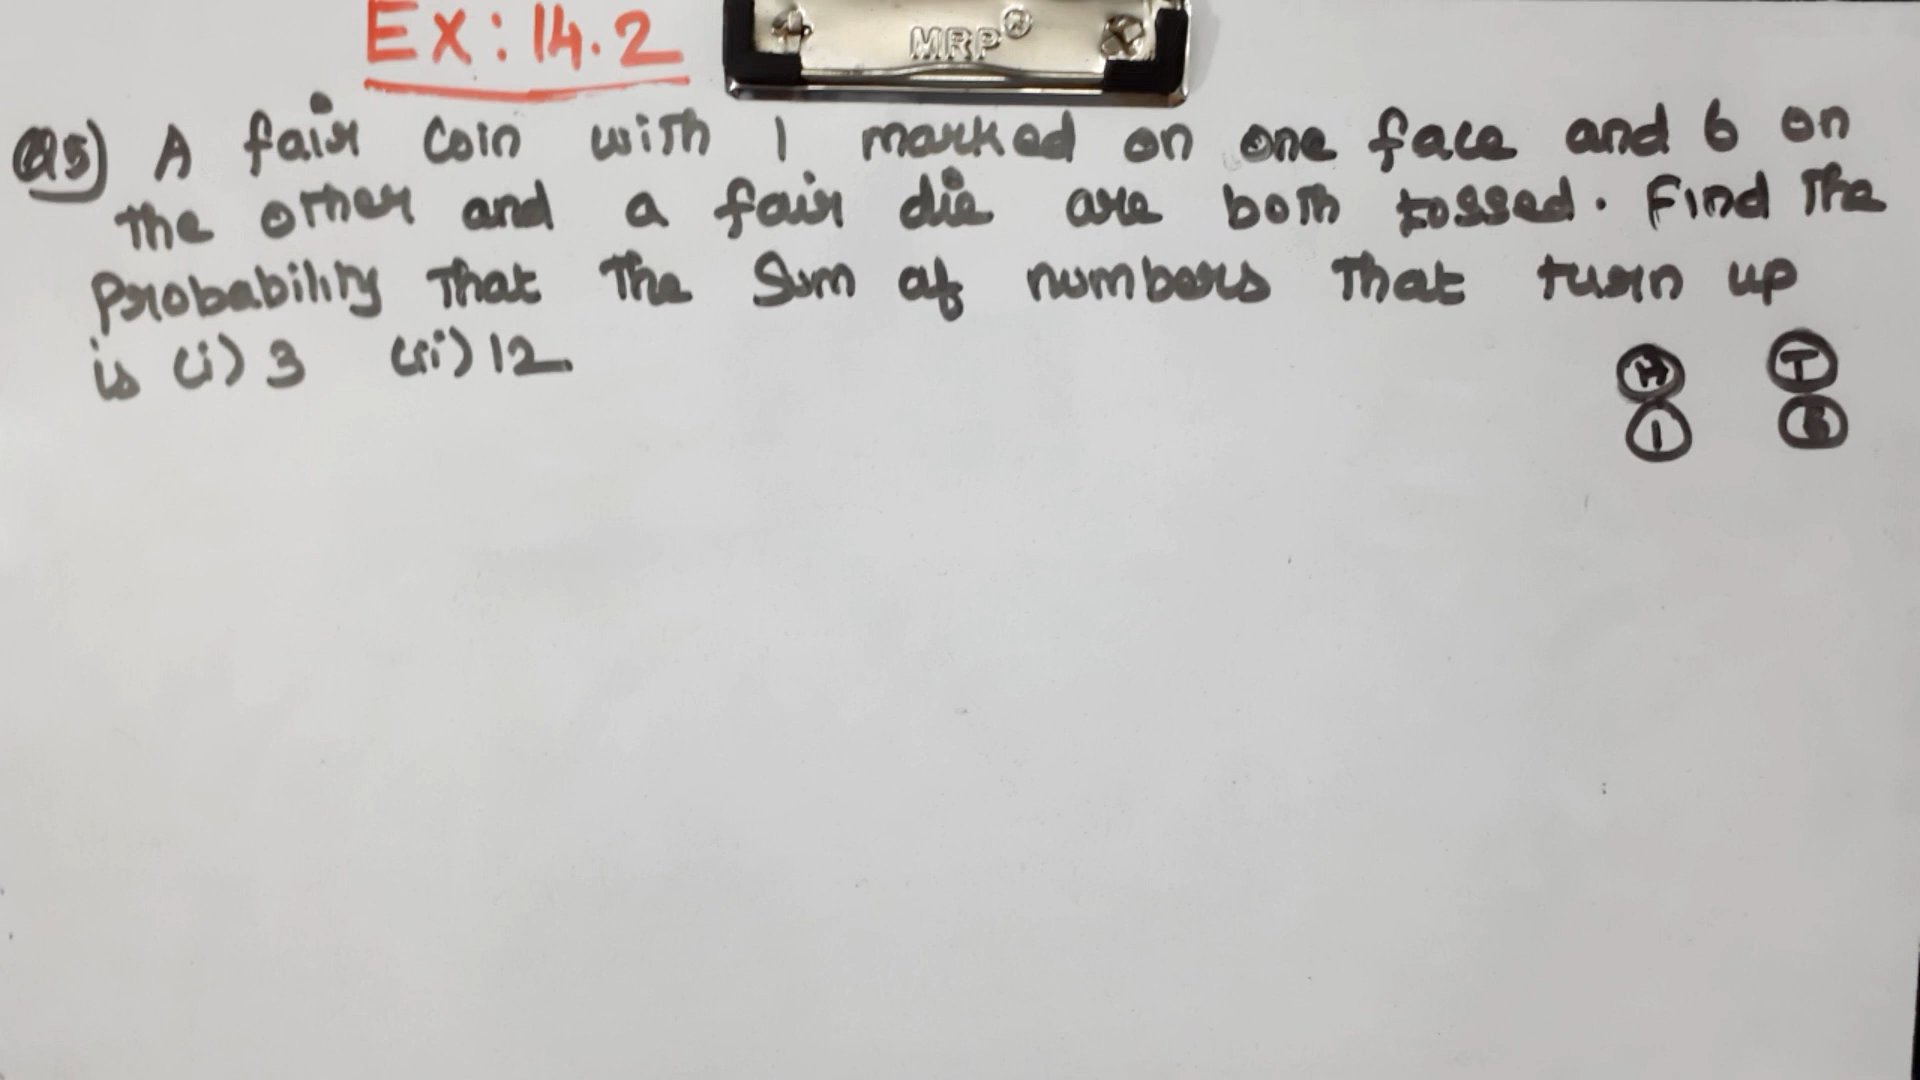 Ex: 14.2
MRP®
Q5) A fair coin with 1 marked on one face and 6 on
the other and a fair die are both tossed. Find the
probability that the sum of numbers that turn up
is (i) 3 (ii) 12.
H T
1 6